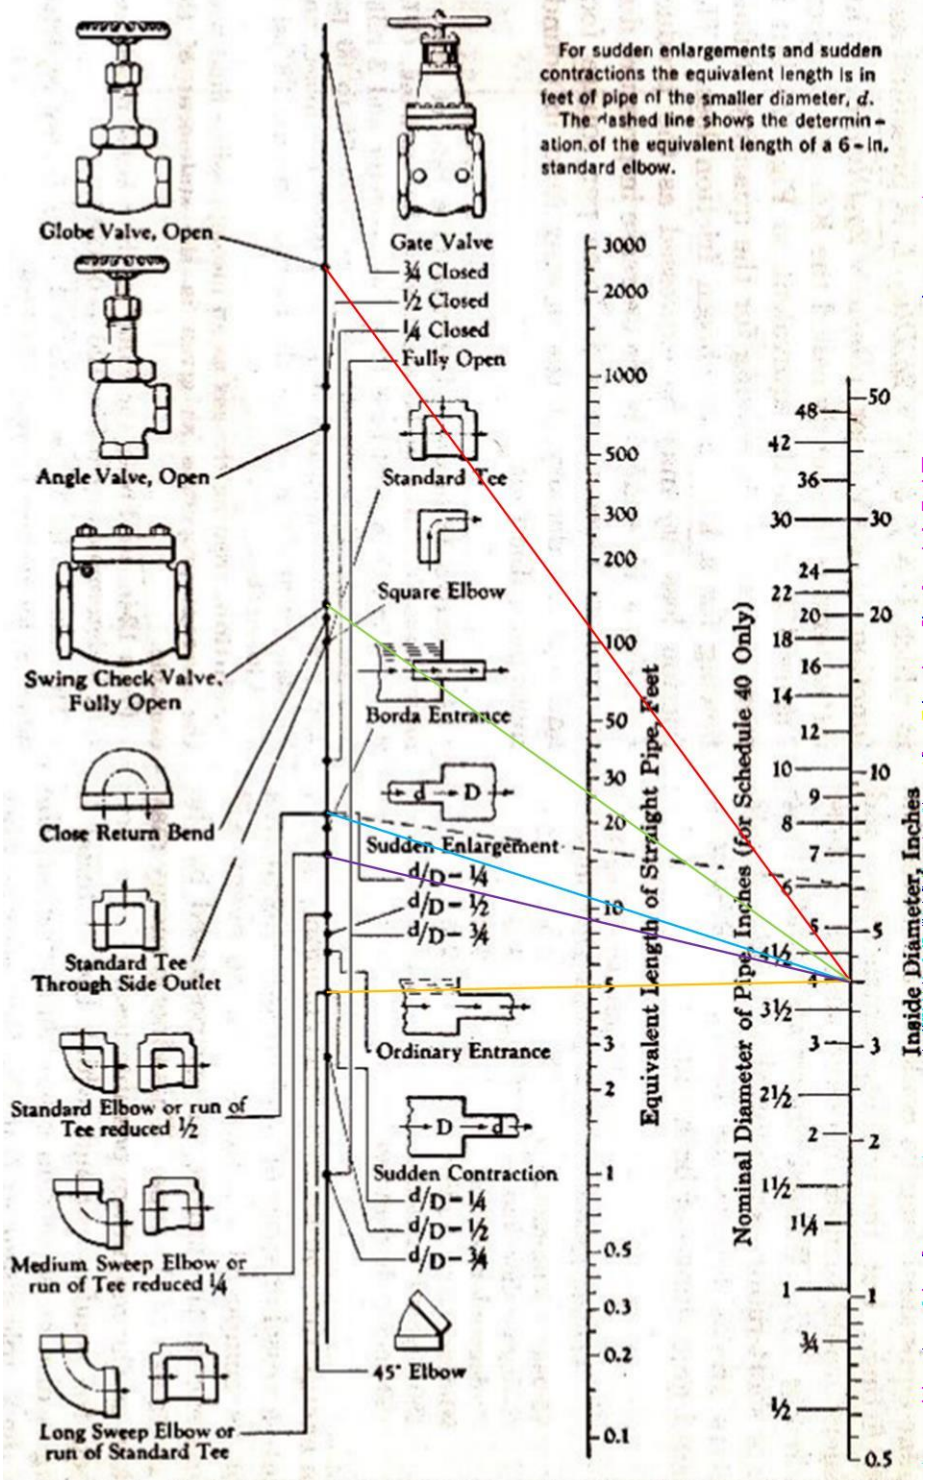 For sudden enlargements and sudden
contractions the equivalent length is in
feet of pipe of the smaller diameter, d.
The dashed line shows the determin-
ation of the equivalent length of a 6-in.
standard elbow.
Globe Valve, Open
Angle Valve, Open
Swing Check Valve,
Fully Open
Close Return Bend
Standard Tee
Through Side Outlet
Standard Elbow or run of
Tee reduced ½
Medium Sweep Elbow or
run of Tee reduced ¼
Long Sweep Elbow or
run of Standard Tee
Gate Valve
¾ Closed
½ Closed
¼ Closed
Fully Open
Standard Tee
Square Elbow
Borda Entrance
d D
Sudden Enlargement
d/D-¼
d/D-½
d/D-¾
Ordinary Entrance
D d
Sudden Contraction
d/D-¼
d/D-½
d/D-¾
45° Elbow
3000
2000
1000
500
300
200
100
50
30
20
10
5
3
2
1
0.5
0.3
0.2
0.1
Equivalent Length of Straight Pipe, Feet
Nominal Diameter of Pipe, Inches (for Schedule 40 Only)
48
42
36
30
24
22
20
18
16
14
12
10
9
8
7
6
5
4½
4
3½
3
2½
2
1½
1¼
1
¾
½
50
30
20
10
5
3
2
1
0.5
Inside Diameter, Inches